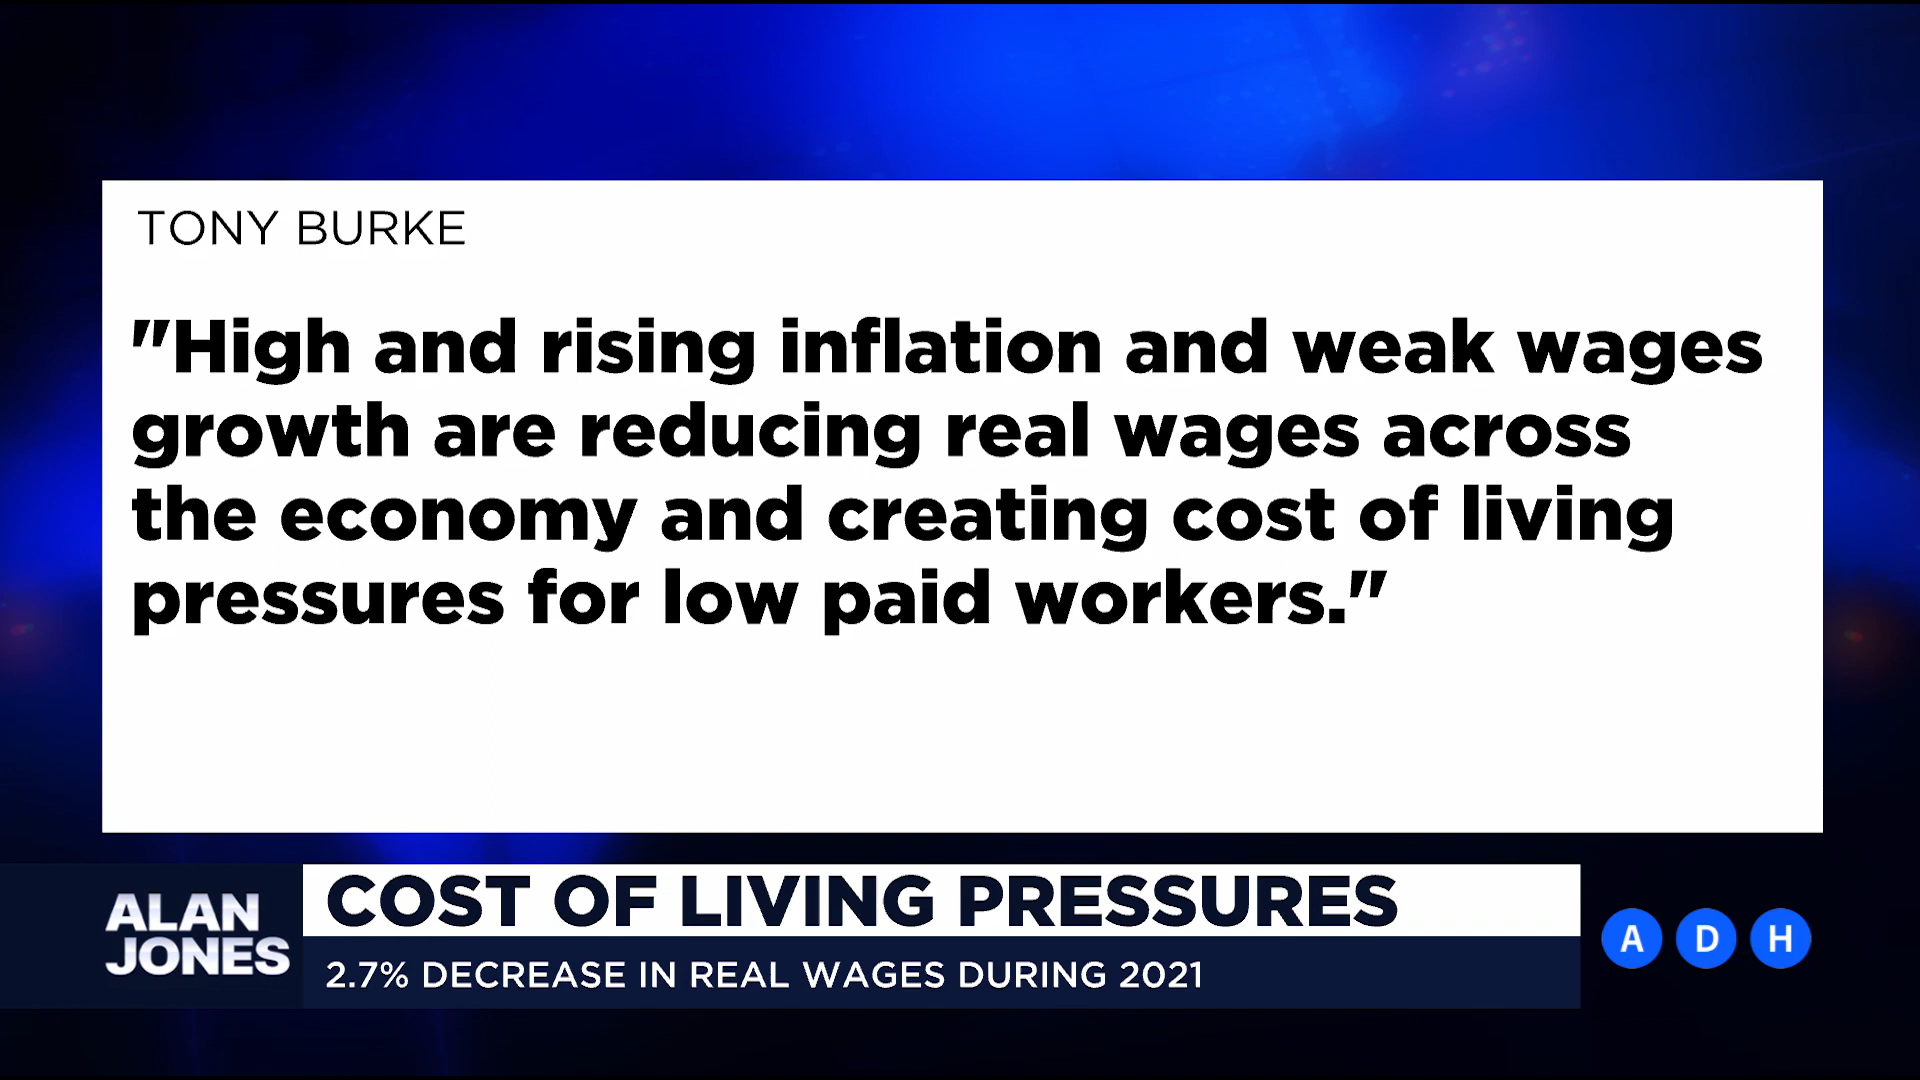 TONY BURKE
"High and rising inflation and weak wages
growth are reducing real wages across
the economy and creating cost of living
pressures for low paid workers."
ALAN
JONES
COST OF LIVING PRESSURES
2.7% DECREASE IN REAL WAGES DURING 2021
A D H